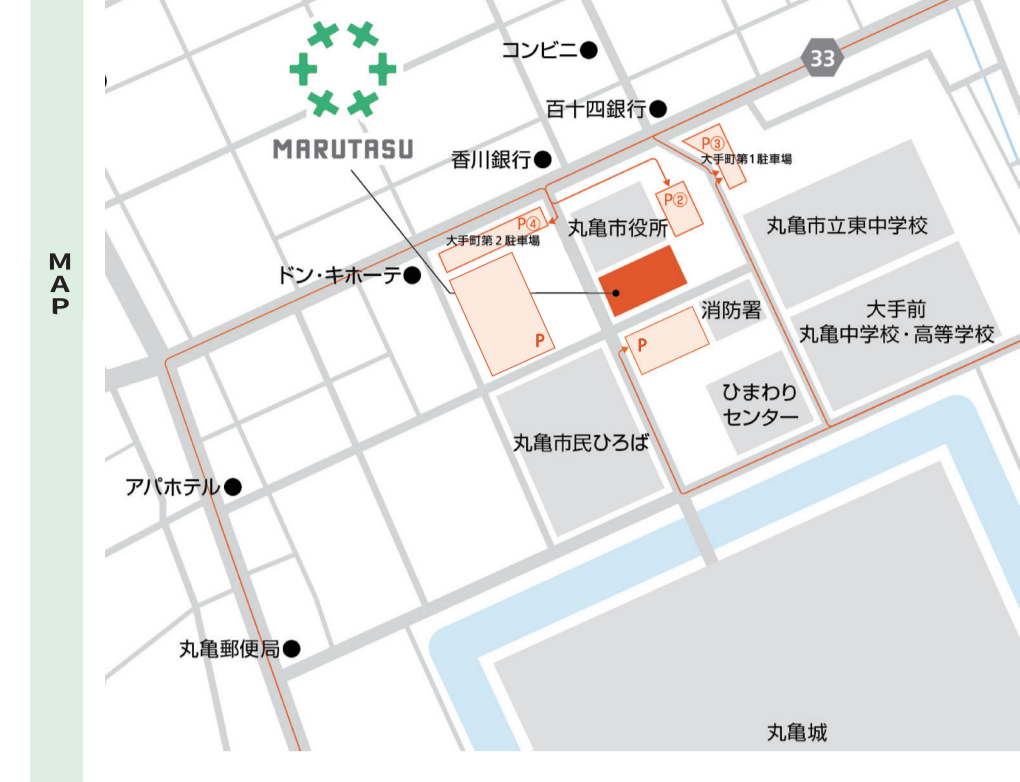 MAP
コンビニ
33
百十四銀行
MARUTASU
香川銀行
P③
大手町第1駐車場
P②
P④
大手町第2駐車場
丸亀市役所
丸亀市立東中学校
ドン・キホーテ
消防署
大手前
丸亀中学校・高等学校
P
P
ひまわり
センター
丸亀市民ひろば
アパホテル
丸亀郵便局
丸亀城